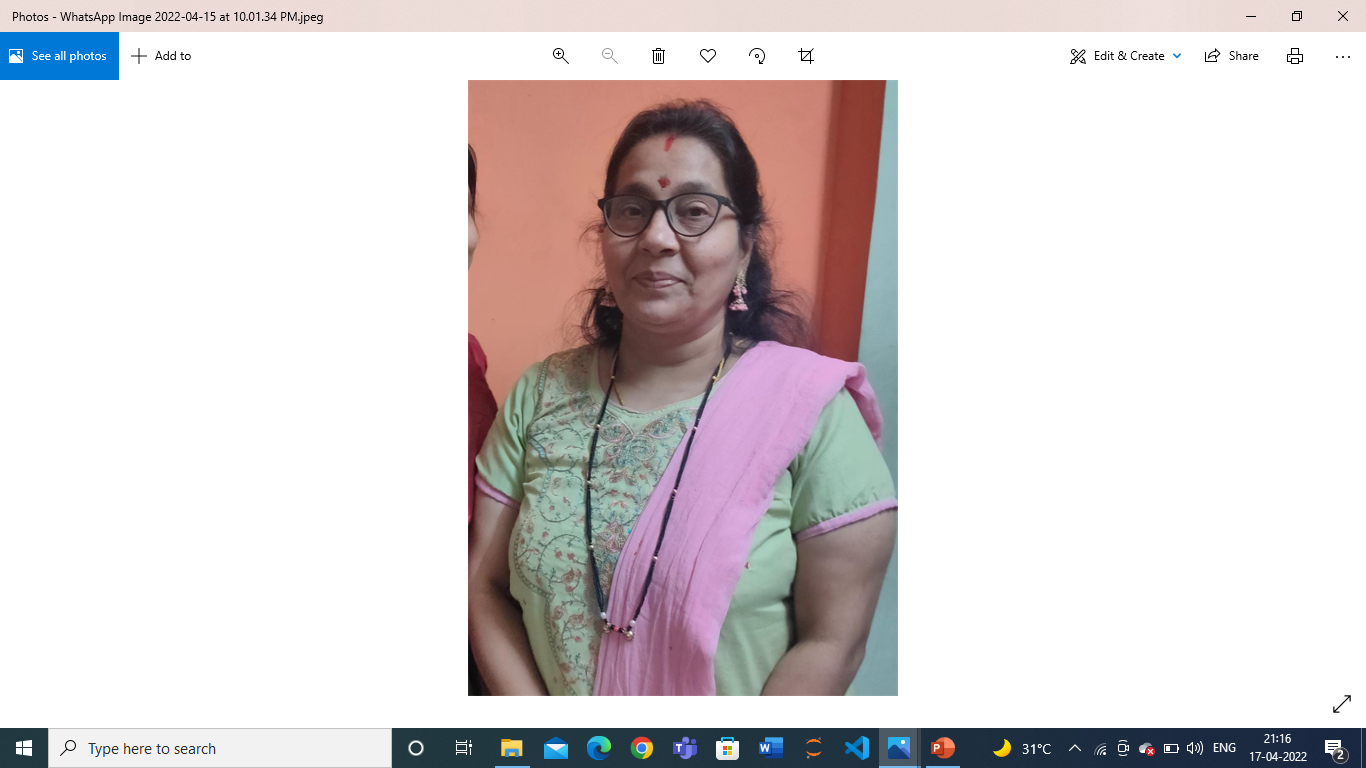 Photos - WhatsApp Image 2022-04-15 at 10.01.34 PM.jpeg
See all photos
Add to
Edit & Create
Share
Type here to search
31°C
ENG
21:16
17-04-2022
2